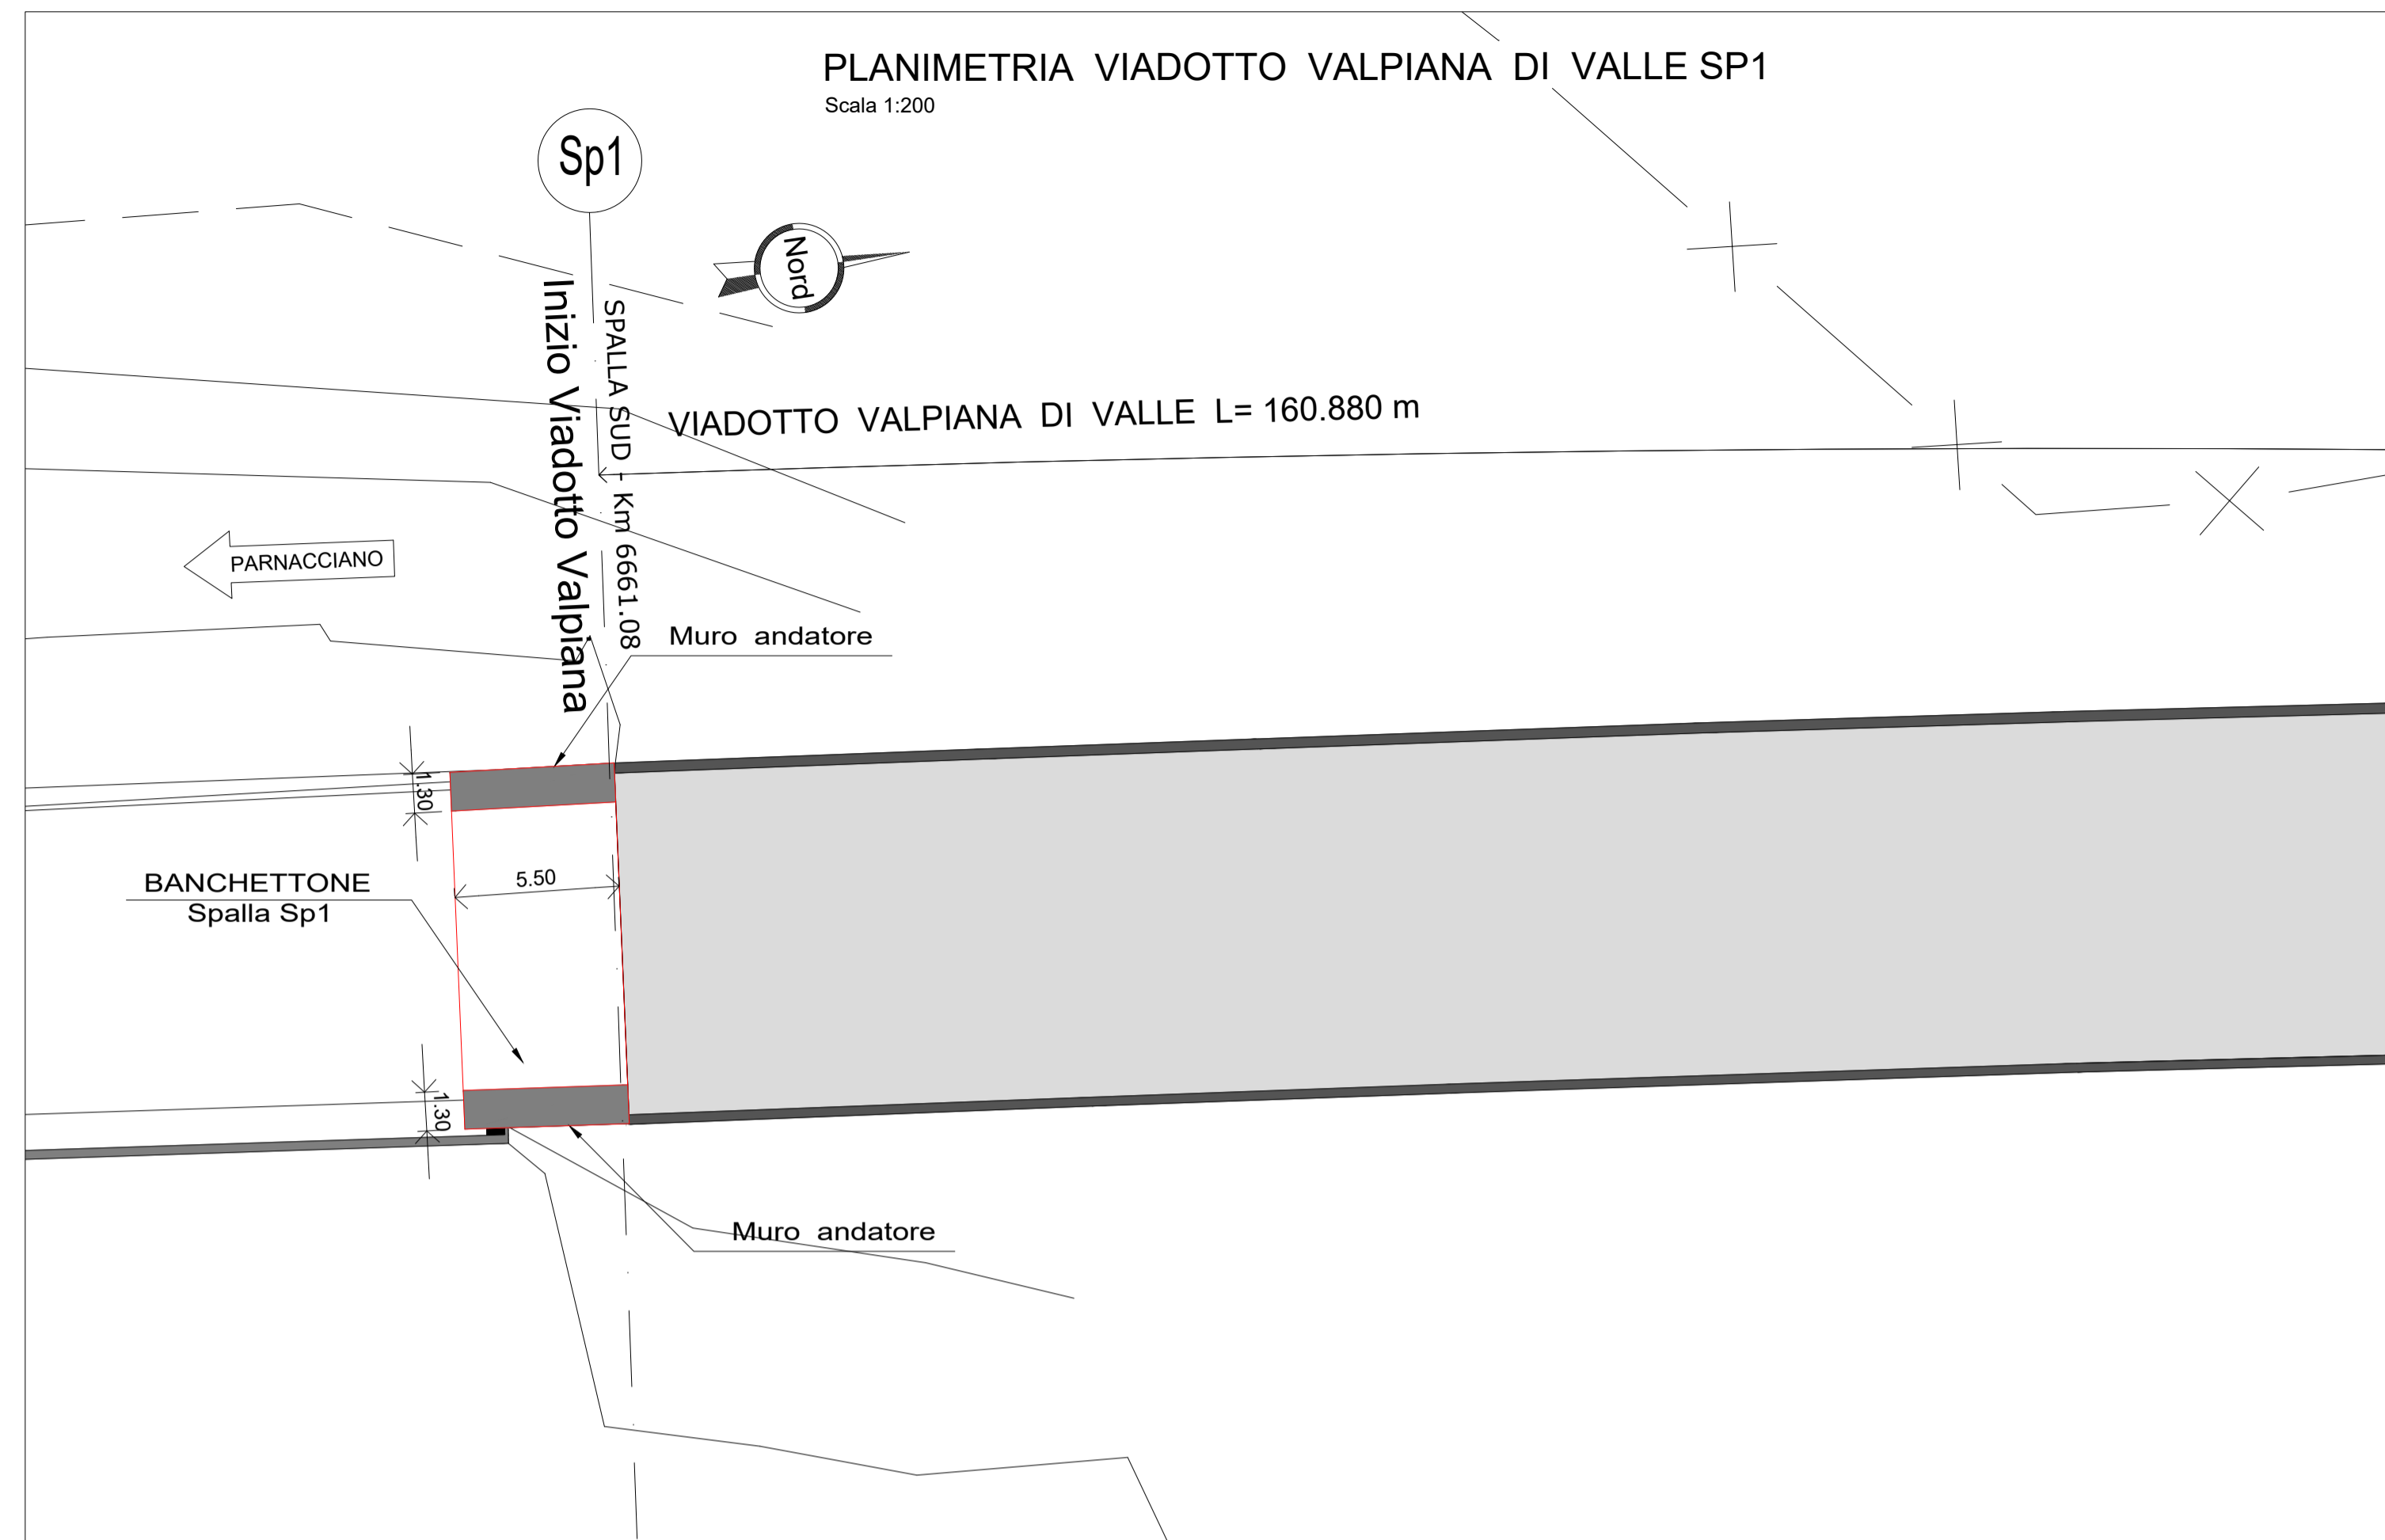 PLANIMETRIA VIADOTTO VALPIANA DI VALLE SP1
Scala 1:200
Sp1
Nord
Inizio Viadotto Valpiana
SPALLA SUD - Km 6661.08
VIADOTTO VALPIANA DI VALLE L= 160.880 m
PARNACCIANO
Muro andatore
1.30
BANCHETTONE
Spalla Sp1
5.50
1.30
Muro andatore